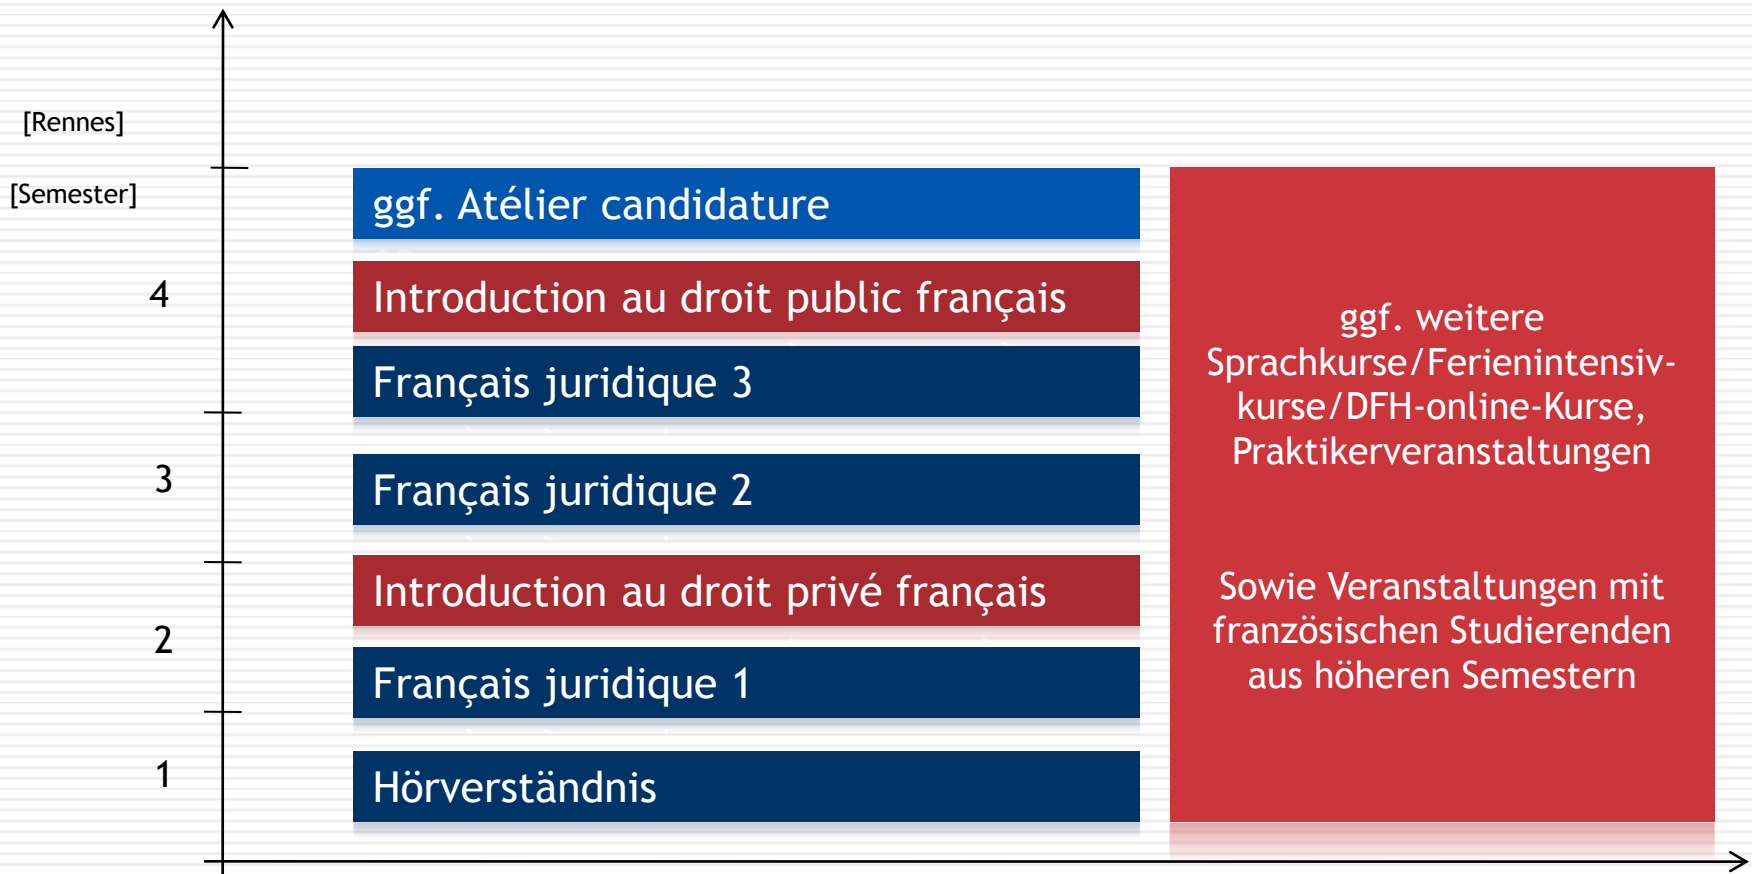 [Rennes]
[Semester]
ggf. Atélier candidature
4
Introduction au droit public français
Français juridique 3
3
Français juridique 2
Introduction au droit privé français
2
Français juridique 1
1
Hörverständnis
ggf. weitere
Sprachkurse/Ferienintensiv-
kurse/DFH-online-Kurse,
Praktikerveranstaltungen
Sowie Veranstaltungen mit
französischen Studierenden
aus höheren Semestern